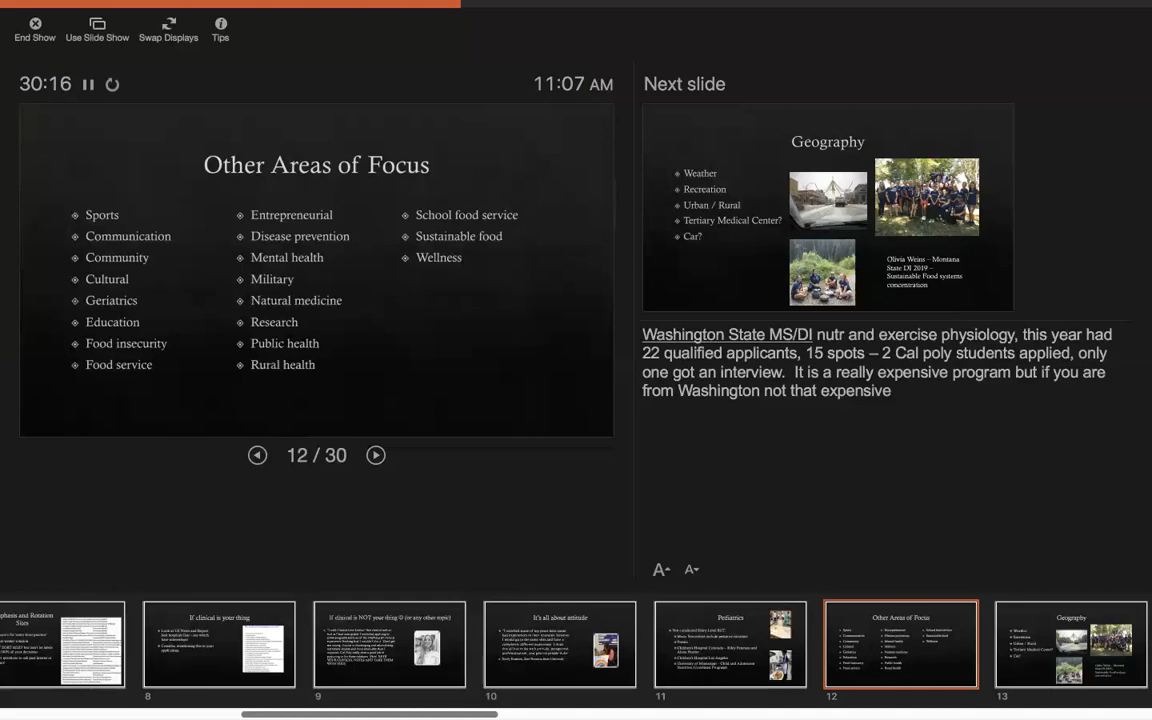 End Show
Use Slide Show
Swap Displays
Tips
30:16
11:07 AM
Next slide
Other Areas of Focus
Sports
Communication
Community
Cultural
Geriatrics
Education
Food insecurity
Food service
Entrepreneurial
Disease prevention
Mental health
Military
Natural medicine
Research
Public health
Rural health
School food service
Sustainable food
Wellness
12 / 30
Geography
Weather
Recreation
Urban / Rural
Tertiary Medical Center?
Car?
Olivia Weins – Montana
State DI 2019 –
Sustainable Food systems
concentration
Washington State MS/DI nutr and exercise physiology, this year had
22 qualified applicants, 15 spots – 2 Cal poly students applied, only
one got an interview.  It is a really expensive program but if you are
from Washington not that expensive
A
A
If clinical is your thing
8
If clinical is NOT your thing ☺ (or any other topic)
9
It's all about attitude
10
Pediatrics
11
Other Areas of Focus
12
Geography
13